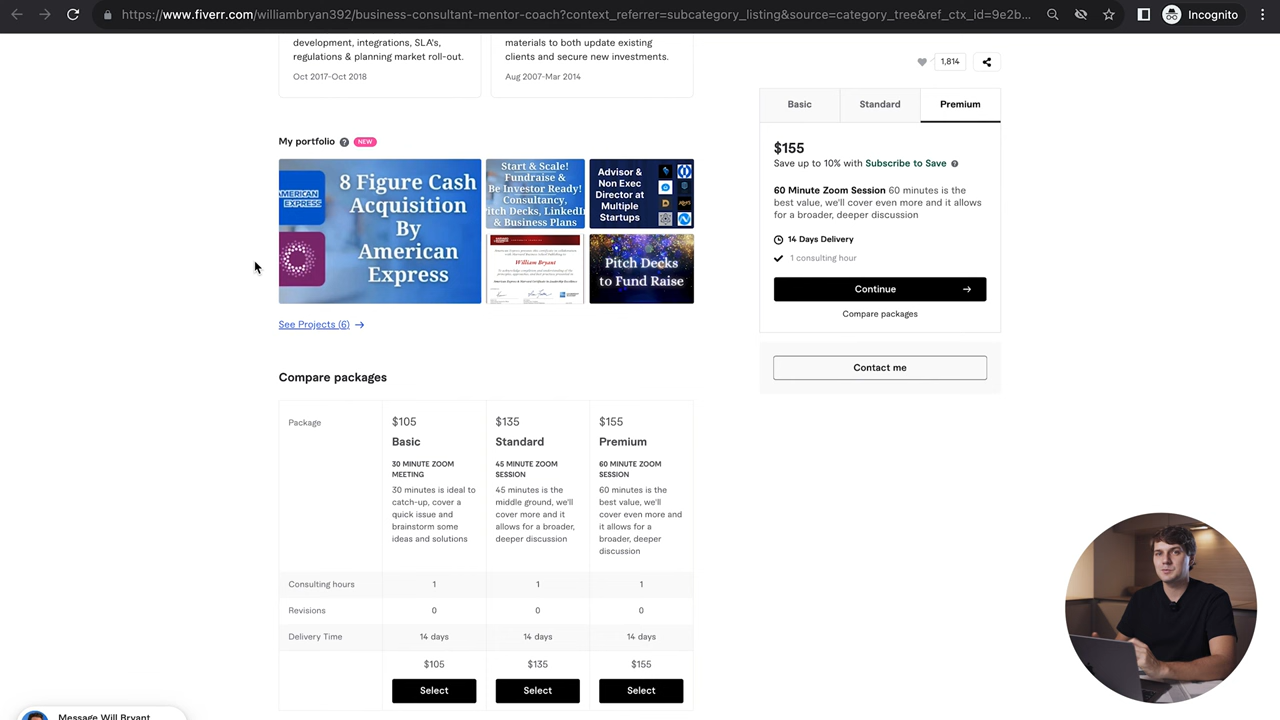 https://www.fiverr.com/williambryan392/business-consultant-mentor-coach?context_referrer=subcategory_listing&source=category_tree&ref_ctx_id=9e2b...
Incognito
development, integrations, SLA's,
regulations & planning market roll-out.
Oct 2017-Oct 2018
materials to both update existing
clients and secure new investments.
Aug 2007-Mar 2014
1,814
Basic
Standard
Premium
$155
Save up to 10% with Subscribe to Save
60 Minute Zoom Session 60 minutes is the
best value, we'll cover even more and it allows
for a broader, deeper discussion
14 Days Delivery
1 consulting hour
Continue
Compare packages
Contact me
My portfolio
NEW
AMERICAN
EXPRESS
8 Figure Cash
Acquisition
By
American
Express
Start & Scale!
Fundraise &
Be Investor Ready!
Consultancy,
Pitch Decks, LinkedIn
& Business Plans
Advisor &
Non Exec
Director at
Multiple
Startups
William Bryant
Pitch Decks
to Fund Raise
See Projects (6)
Compare packages
Package
$105
Basic
30 MINUTE ZOOM
MEETING
30 minutes is ideal to
catch-up, cover a
quick issue and
brainstorm some
ideas and solutions
$135
Standard
45 MINUTE ZOOM
SESSION
45 minutes is the
middle ground, we'll
cover more and it
allows for a broader,
deeper discussion
$155
Premium
60 MINUTE ZOOM
SESSION
60 minutes is the
best value, we'll
cover even more and
it allows for a
broader, deeper
discussion
Consulting hours 1 1 1
Revisions 0 0 0
Delivery Time 14 days 14 days 14 days
$105 $135 $155
Select Select Select
Message Will Bryant